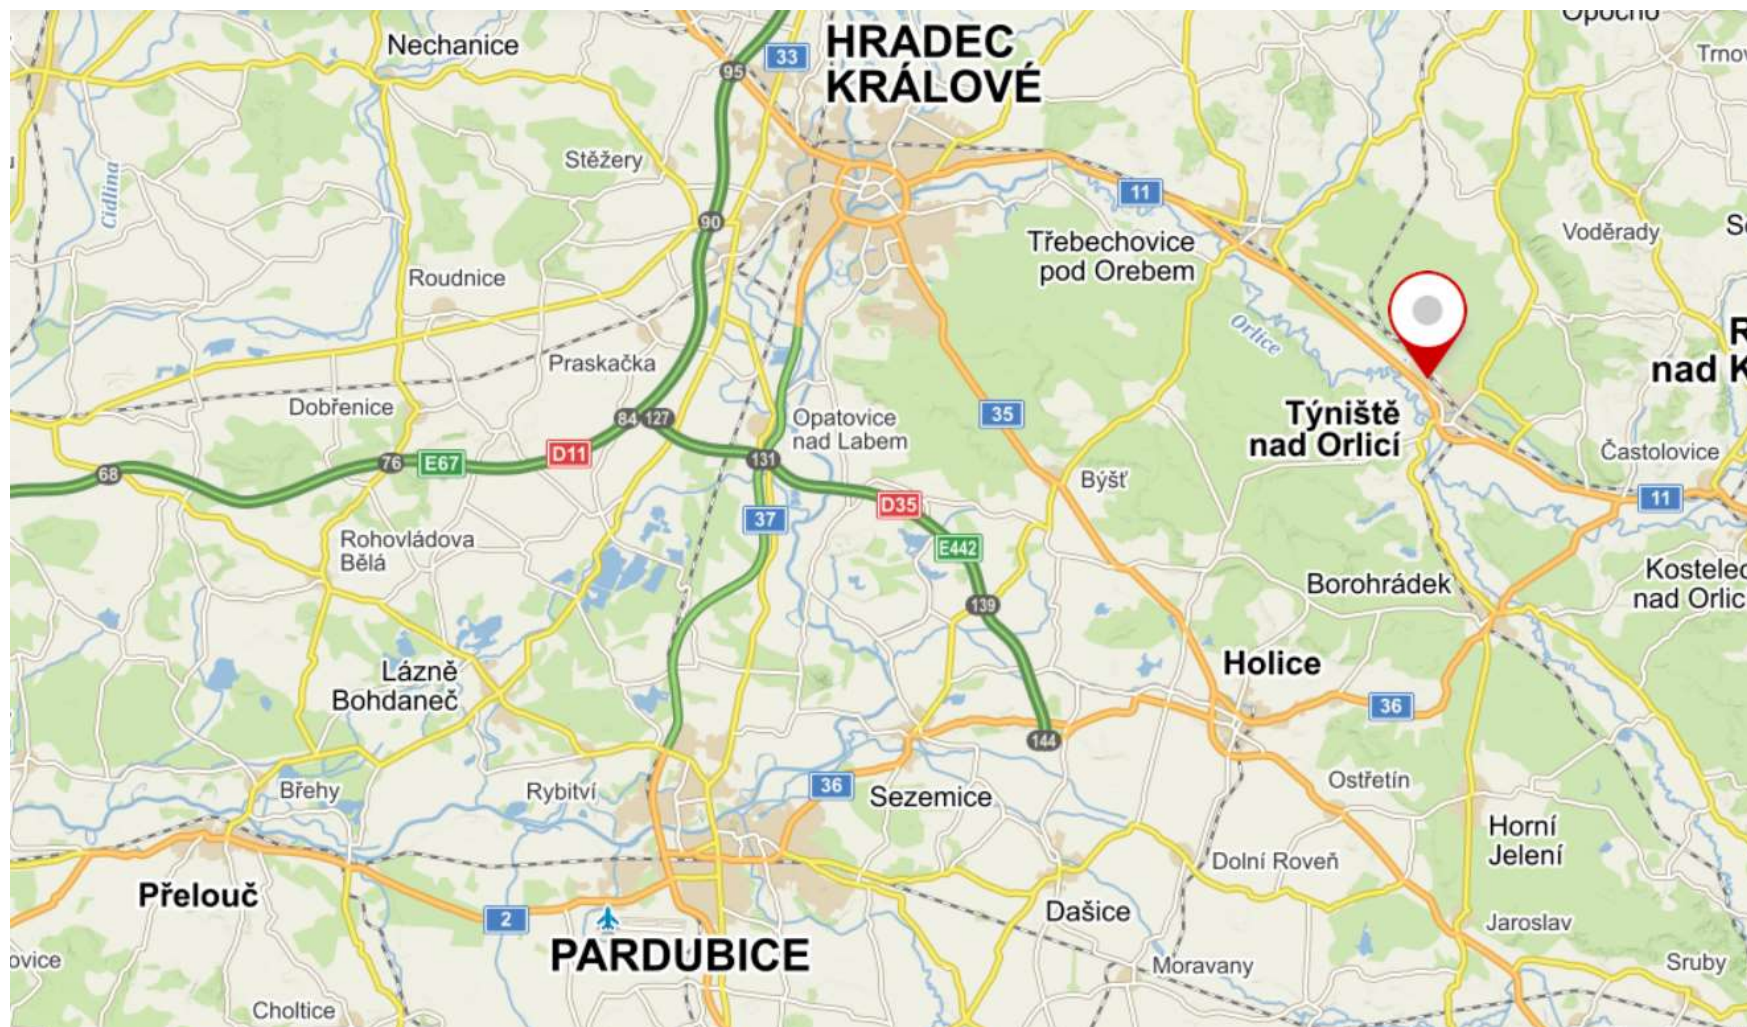 Nechanice
HRADEC
KRÁLOVÉ
33
95
Trnov
Stěžery
Cidlina
11
90
Třebechovice
pod Orebem
Voděrady
Roudnice
Orlice
Praskačka
nad K
Dobřenice
84
127
Opatovice
nad Labem
35
Týniště
nad Orlicí
D11
E67
76
68
131
Býšť
Častolovice
11
D35
37
E442
Rohovládova
Bělá
139
Borohrádek
Kostelec
nad Orlic
Lázně
Bohdaneč
Holice
36
144
Břehy
Rybitví
36
Sezemice
Ostřetín
Horní
Jelení
Dolní Roveň
Přelouč
2
Dašice
Jaroslav
PARDUBICE
ovice
Moravany
Sruby
Choltice